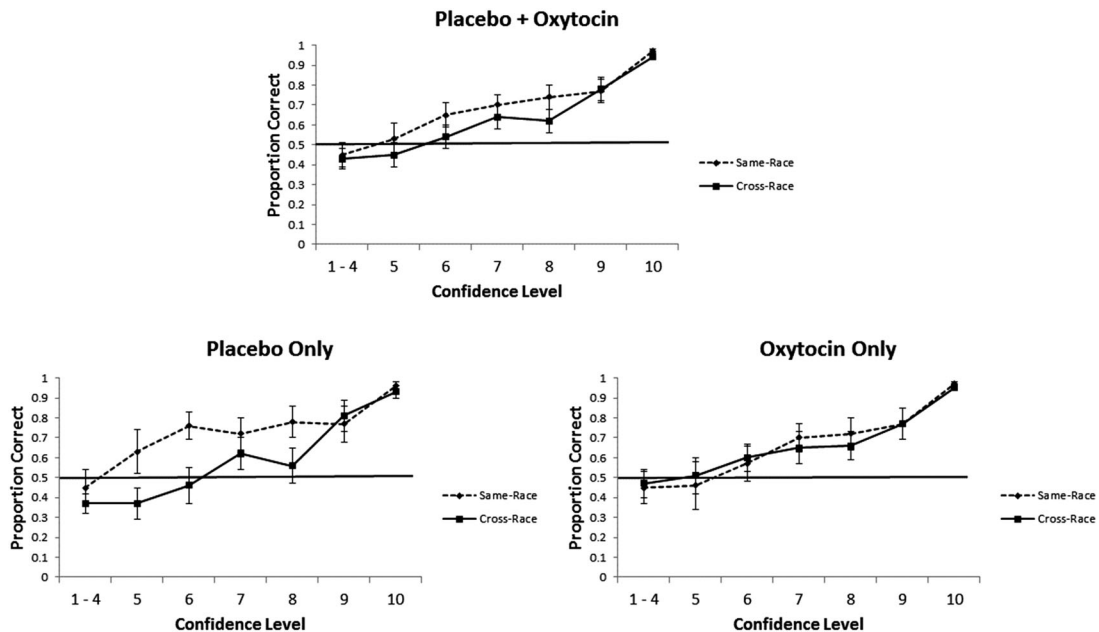 Placebo + Oxytocin
Proportion Correct
1
0.9
0.8
0.7
0.6
0.5
0.4
0.3
0.2
0.1
0
1 - 4 5 6 7 8 9 10
Confidence Level
Same-Race
Cross-Race
Placebo Only
Proportion Correct
1
0.9
0.8
0.7
0.6
0.5
0.4
0.3
0.2
0.1
0
1 - 4 5 6 7 8 9 10
Confidence Level
Same-Race
Cross-Race
Oxytocin Only
Proportion Correct
1
0.9
0.8
0.7
0.6
0.5
0.4
0.3
0.2
0.1
0
1 - 4 5 6 7 8 9 10
Confidence Level
Same-Race
Cross-Race